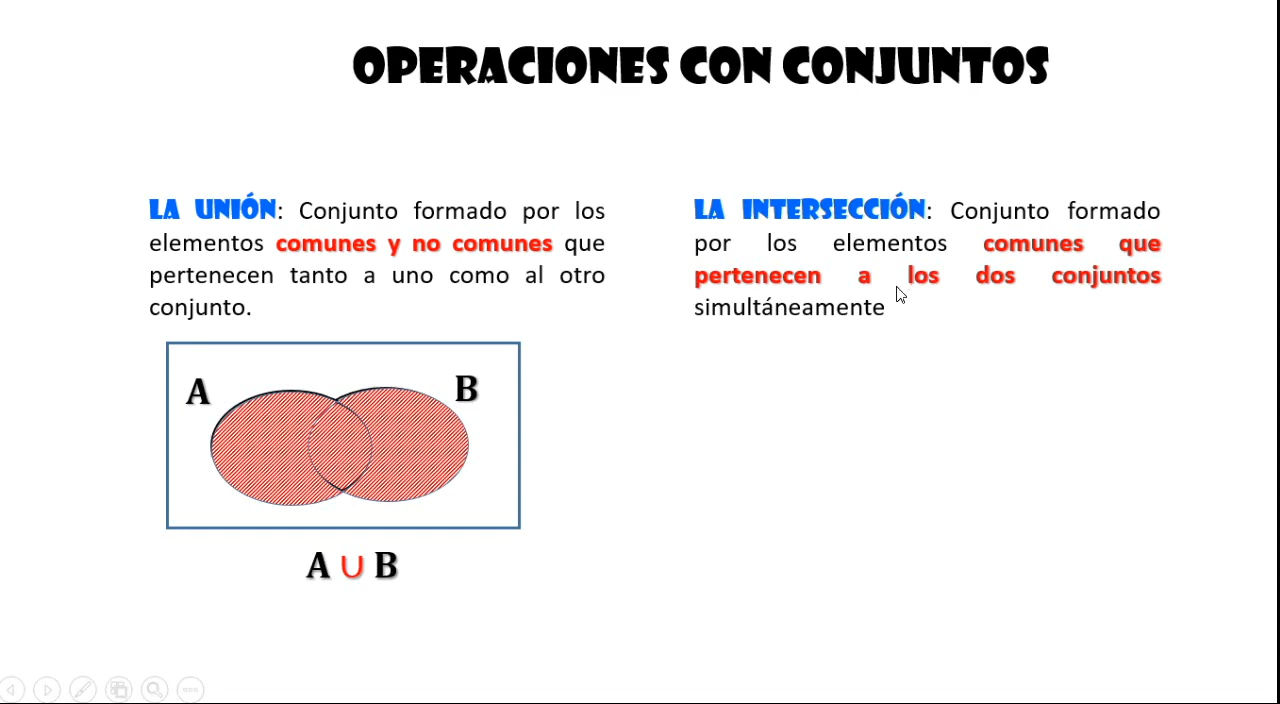 OPERACIONES CON CONJUNTOS
LA UNIÓN: Conjunto formado por los
elementos comunes y no comunes que
pertenecen tanto a uno como al otro
conjunto.
A
B
A ∪ B
LA INTERSECCIÓN: Conjunto formado
por los elementos comunes que
pertenecen a los dos conjuntos
simultáneamente